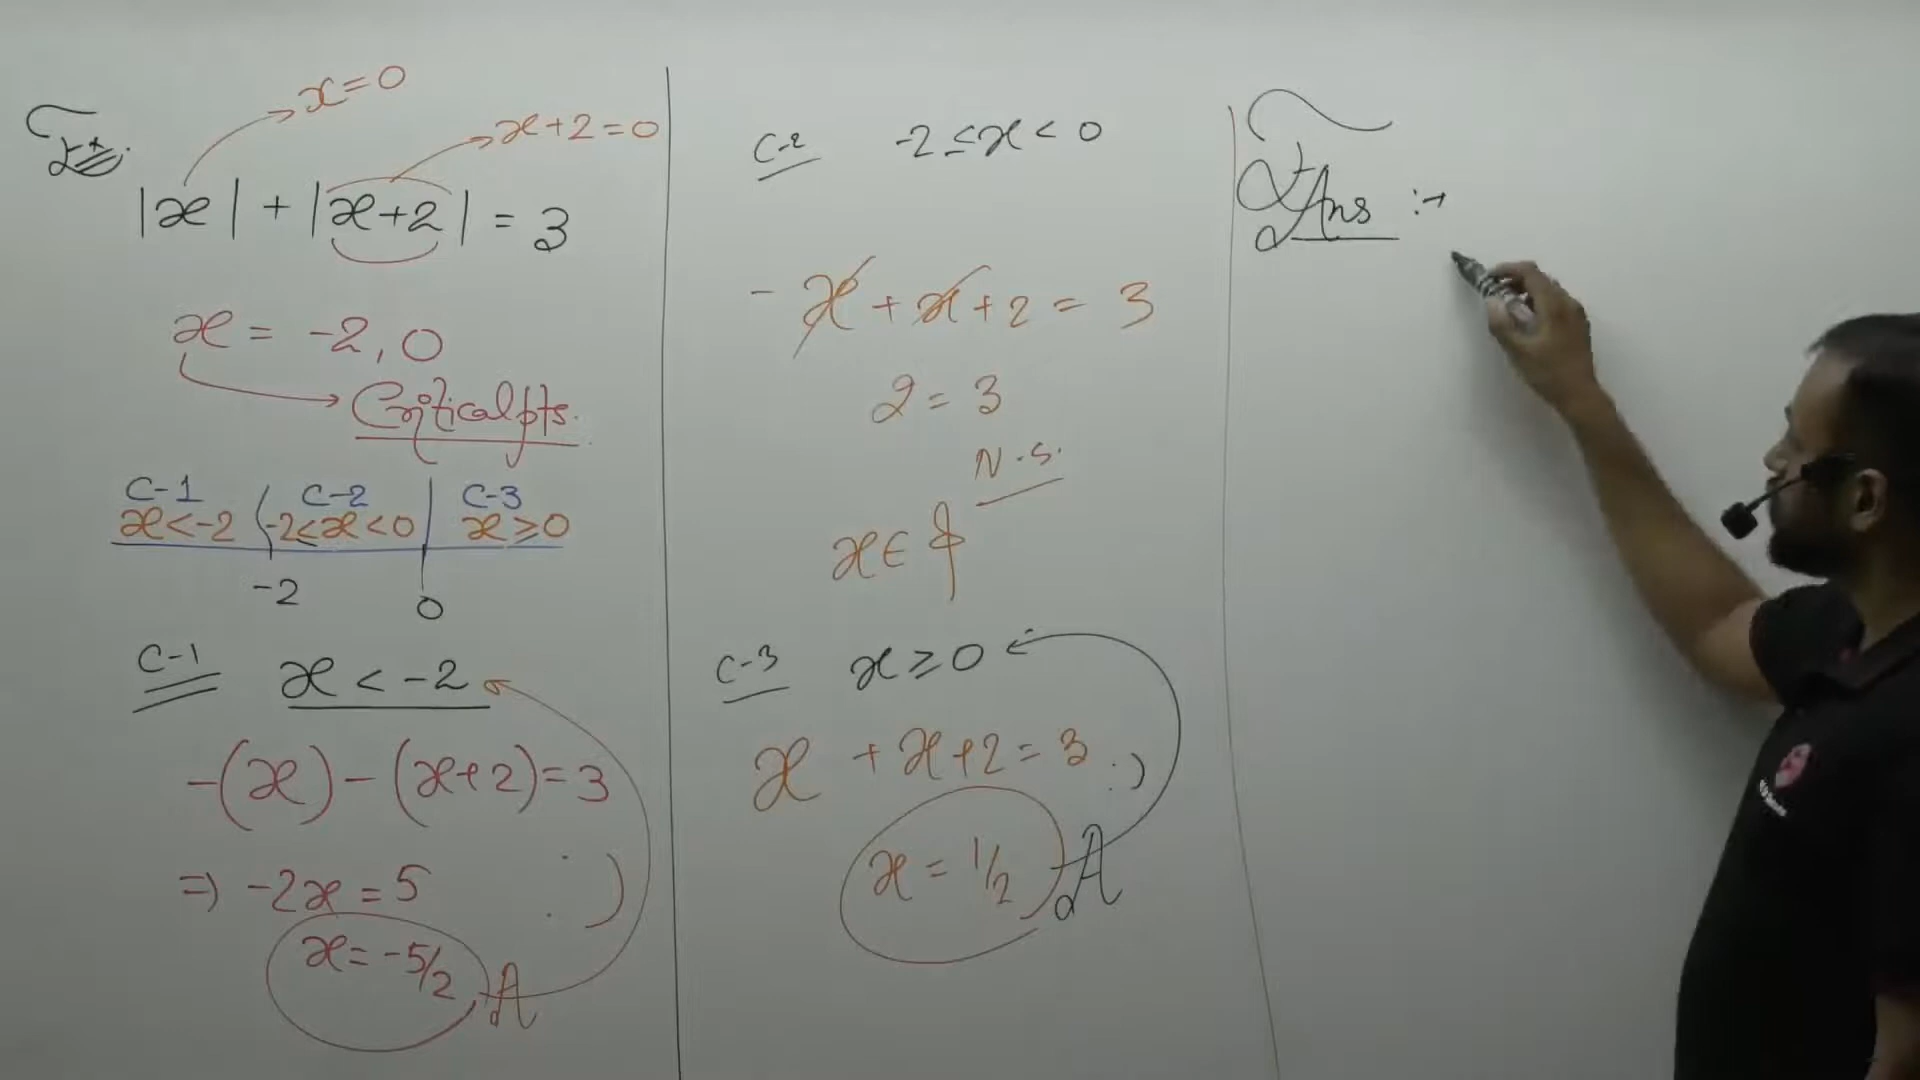 Ex.
x=0
x+2=0
|x| + |x+2| = 3
x = -2, 0
Critical pts.
C-1 C-2 C-3
x<-2 -2≤x<0 x≥0
-2 0
C-1 x < -2
-(x) - (x+2) = 3
⇒ -2x = 5
x = -5/2 A
C-2 -2 ≤ x < 0
- x + x + 2 = 3
2 = 3
N.S.
x ∈ ϕ
C-3 x ≥ 0
x + x+2 = 3 :)
x = 1/2 A
Ans :→